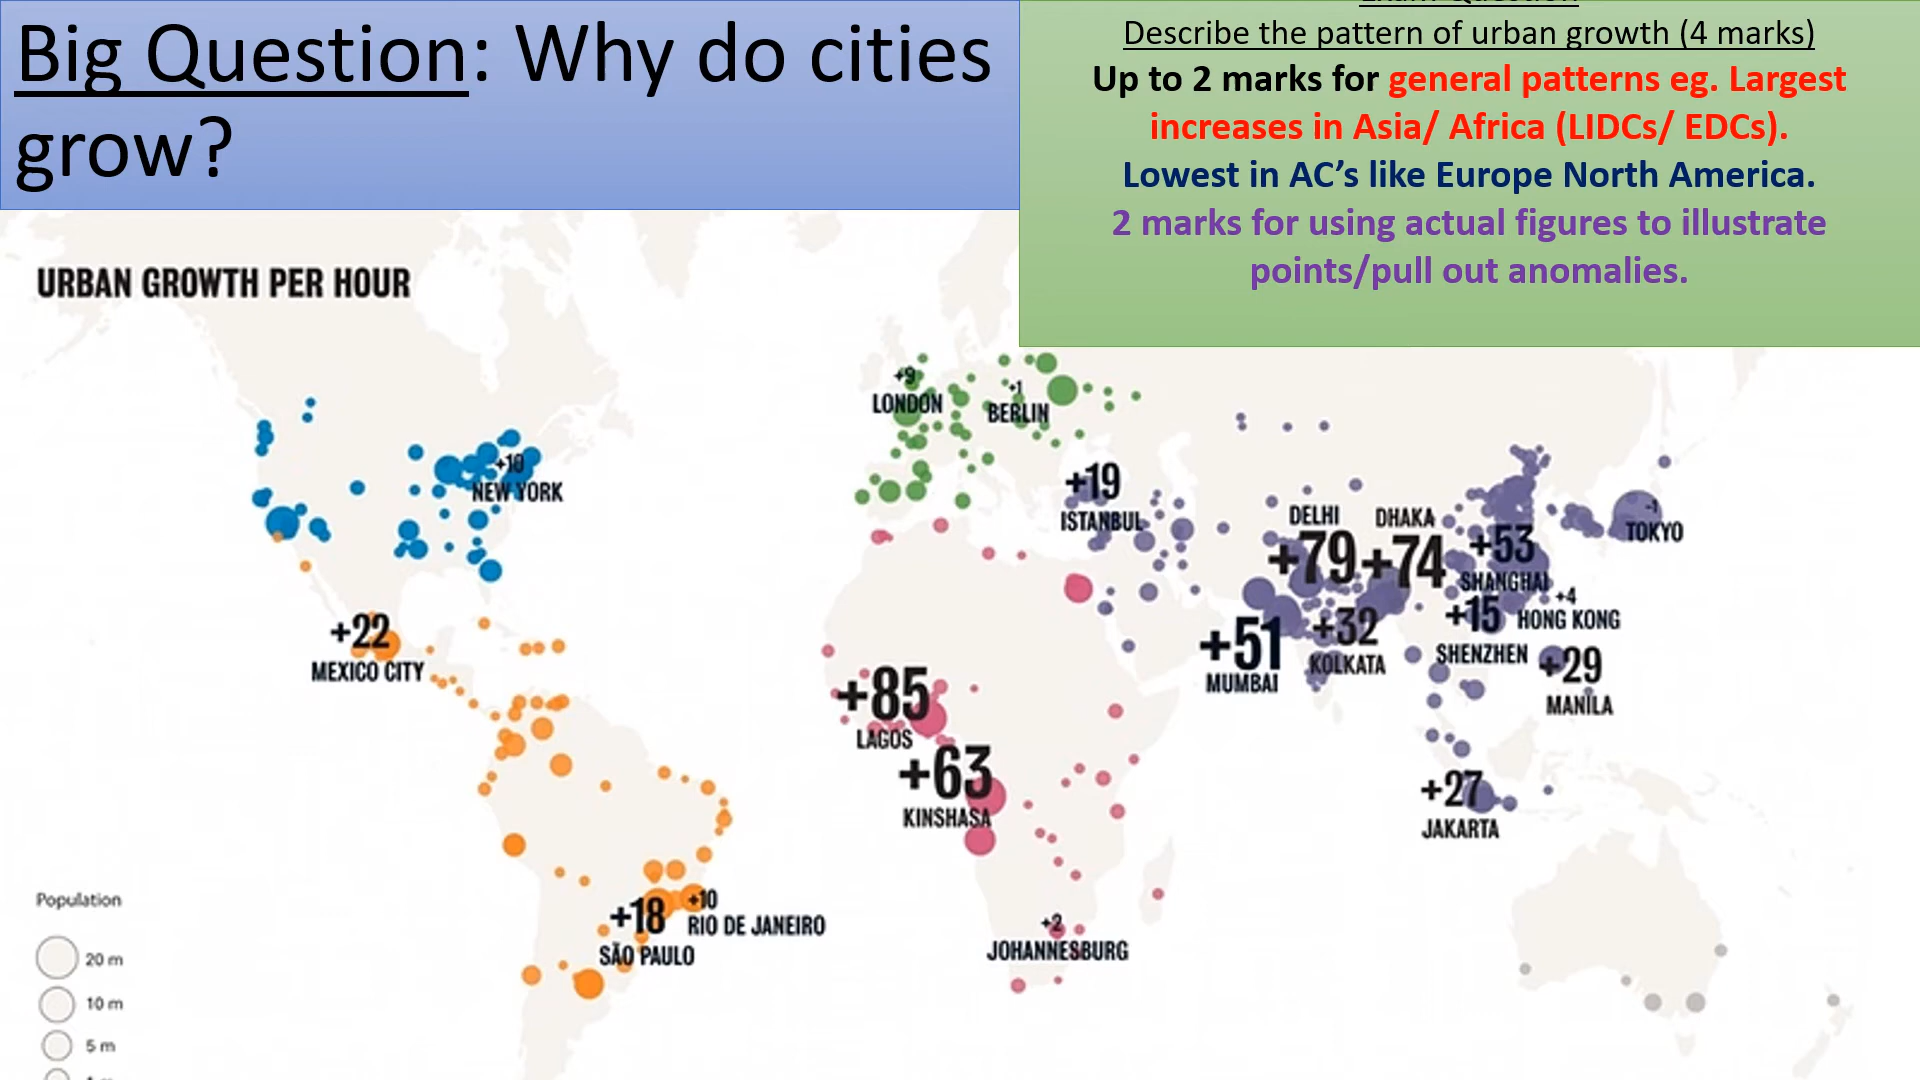 Big Question: Why do cities
grow?
Exam Question
Describe the pattern of urban growth (4 marks)
Up to 2 marks for general patterns eg. Largest
increases in Asia/ Africa (LIDCs/ EDCs).
Lowest in AC’s like Europe North America.
2 marks for using actual figures to illustrate
points/pull out anomalies.
URBAN GROWTH PER HOUR
+9
LONDON
+1
BERLIN
+10
NEW YORK
+19
ISTANBUL
DELHI
+79
DHAKA
+74
+53
SHANGHAI
-1
TOKYO
+4
HONG KONG
+15
SHENZHEN
+22
MEXICO CITY
+51
MUMBAI
+32
KOLKATA
+29
MANILA
+85
LAGOS
+63
KINSHASA
+27
JAKARTA
+18
SÃO PAULO
+10
RIO DE JANEIRO
+2
JOHANNESBURG
Population
20 m
10 m
5 m